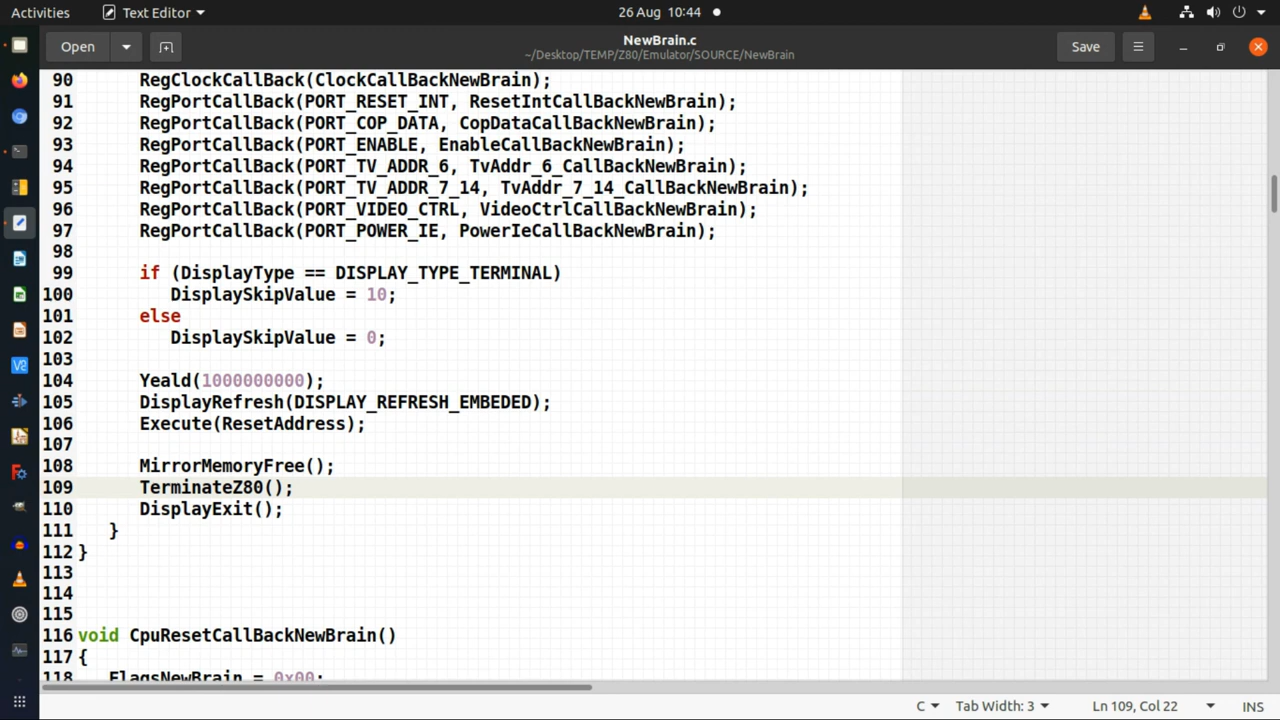 Activities Text Editor 26 Aug 10:44
Open NewBrain.c Save
~/Desktop/TEMP/Z80/Emulator/SOURCE/NewBrain
90 RegClockCallBack(ClockCallBackNewBrain);
91 RegPortCallBack(PORT_RESET_INT, ResetIntCallBackNewBrain);
92 RegPortCallBack(PORT_COP_DATA, CopDataCallBackNewBrain);
93 RegPortCallBack(PORT_ENABLE, EnableCallBackNewBrain);
94 RegPortCallBack(PORT_TV_ADDR_6, TvAddr_6_CallBackNewBrain);
95 RegPortCallBack(PORT_TV_ADDR_7_14, TvAddr_7_14_CallBackNewBrain);
96 RegPortCallBack(PORT_VIDEO_CTRL, VideoCtrlCallBackNewBrain);
97 RegPortCallBack(PORT_POWER_IE, PowerIeCallBackNewBrain);
98
99 if (DisplayType == DISPLAY_TYPE_TERMINAL)
100 DisplaySkipValue = 10;
101 else
102 DisplaySkipValue = 0;
103
104 Yeald(1000000000);
105 DisplayRefresh(DISPLAY_REFRESH_EMBEDED);
106 Execute(ResetAddress);
107
108 MirrorMemoryFree();
109 TerminateZ80();
110 DisplayExit();
111 }
112 }
113
114
115
116 void CpuResetCallBackNewBrain()
117 {
118 FlagsNewBrain = 0x00;
C Tab Width: 3 Ln 109, Col 22 INS